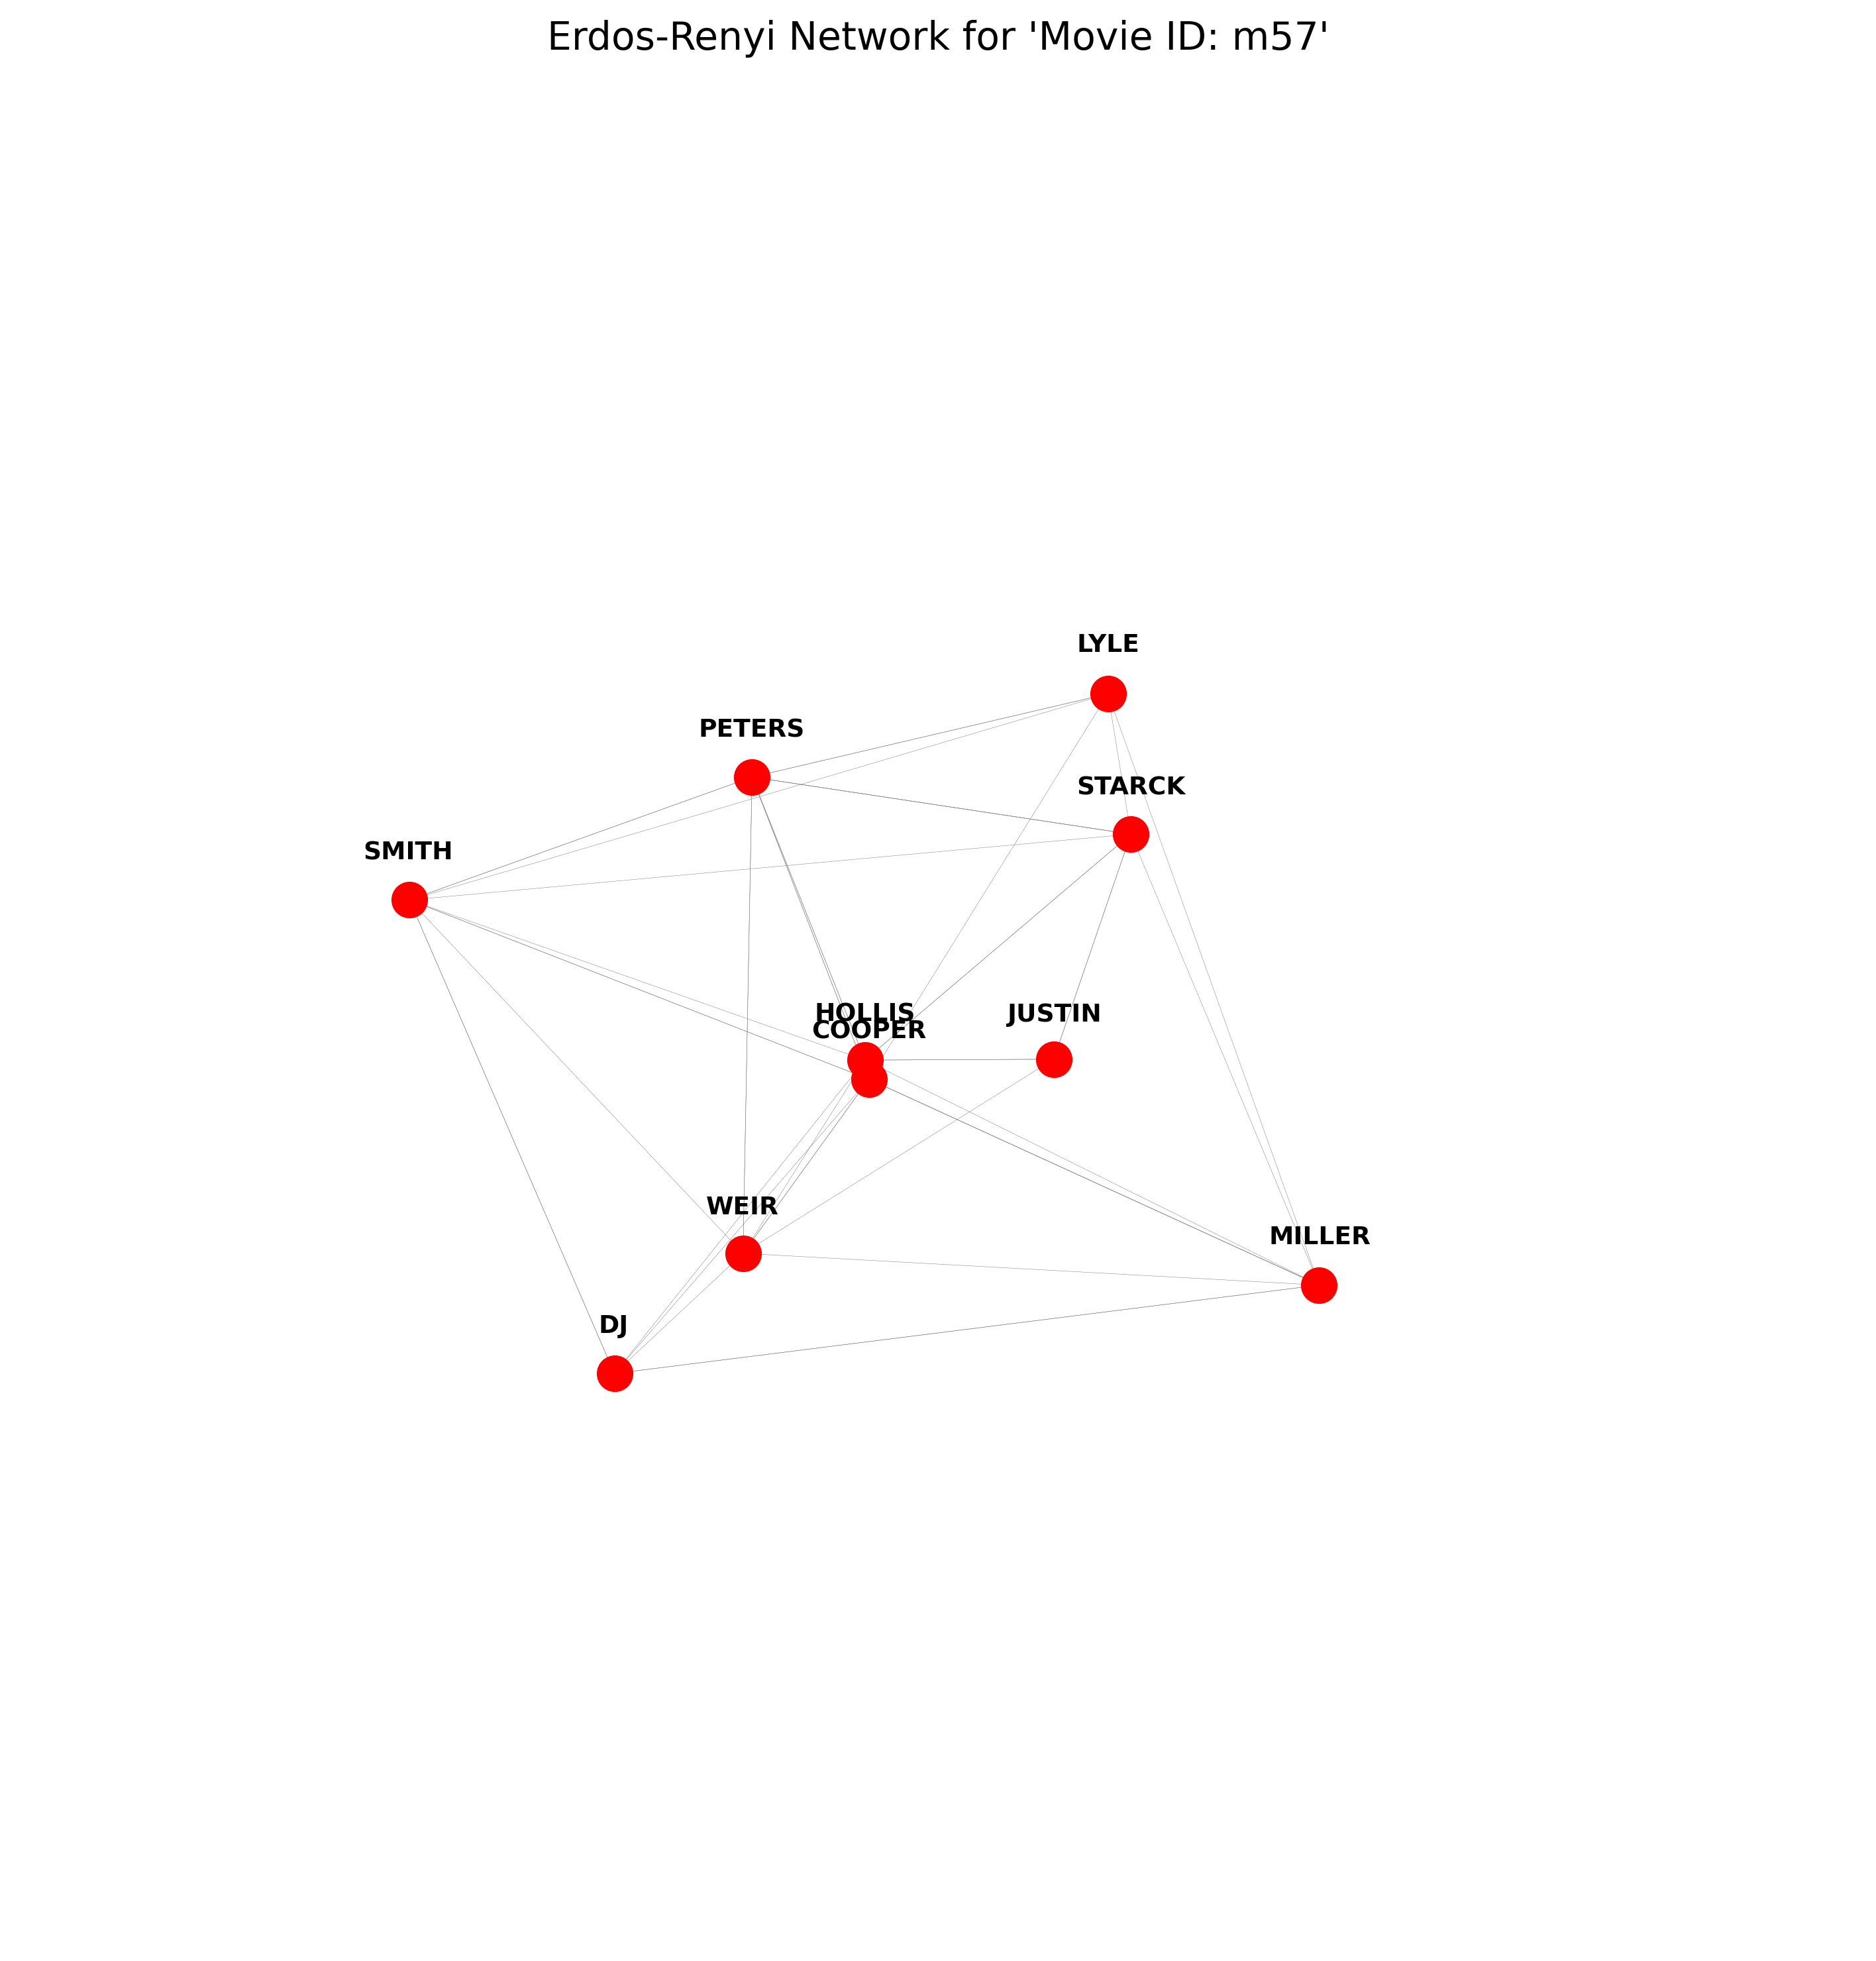 Erdos-Renyi Network for 'Movie ID: m57'
LYLE
PETERS
STARCK
SMITH
HOLLIS
JUSTIN
COOPER
WEIR
MILLER
DJ